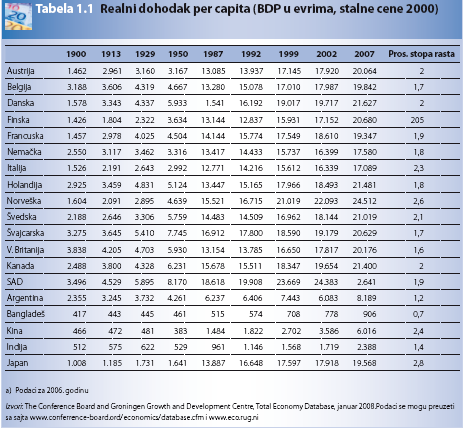 Tabela 1.1 Realni dohodak per capita (BDP u evrima, stalne cene 2000)
1900 1913 1929 1950 1987 1992 1999 2002 2007 Pros. stopa rasta
Austrija 1.462 2.961 3.160 3.167 13.085 13.937 17.145 17.920 20.064 2
Belgija 3.188 3.606 4.319 4.667 13.280 15.078 17.010 17.987 19.842 1,7
Danska 1.578 3.343 4.337 5.933 1.541 16.192 19.017 19.717 21.627 2
Finska 1.426 1.804 2.322 3.634 13.144 12.837 15.931 17.152 20.680 205
Francuska 1.457 2.978 4.025 4.504 14.144 15.774 17.549 18.610 19.347 1,9
Nemačka 2.550 3.117 3.462 3.316 13.417 14.433 15.737 16.399 17.580 1,8
Italija 1.526 2.191 2.643 2.992 12.771 14.216 15.612 16.339 17.089 2,3
Holandija 2.925 3.459 4.831 5.124 13.447 15.165 17.966 18.493 21.481 1,8
Norveška 1.604 2.091 2.895 4.639 15.521 16.715 21.019 22.093 24.512 2,6
Švedska 2.188 2.646 3.306 5.759 14.483 14.509 16.962 18.144 21.019 2,1
Švajcarska 3.275 3.645 5.410 7.745 16.912 17.800 18.590 19.179 20.629 1,7
V. Britanija 3.838 4.205 4.703 5.930 13.154 13.785 16.650 17.817 20.176 1,6
Kanada 2.488 3.800 4.328 6.231 15.678 15.511 18.347 19.654 21.400 2
SAD 3.496 4.529 5.895 8.170 18.618 19.908 23.669 24.383 2.641 1,9
Argentina 2.355 3.245 3.732 4.261 6.237 6.406 7.443 6.083 8.189 1,2
Bangladeš 417 443 445 461 515 574 708 778 906 0,7
Kina 466 472 481 383 1.484 1.822 2.702 3.586 6.016 2,4
Indija 512 575 622 529 961 1.146 1.568 1.719 2.388 1,4
Japan 1.008 1.185 1.731 1.641 13.887 16.648 17.597 17.918 19.568 2,8
a) Podaci za 2006. godinu
Izvori: The Conference Board and Groningen Growth and Development Centre, Total Economy Database, januar 2008.Podaci se mogu preuzeti
sa sajta www.conference-board.org/economics/database.cfm i www.eco.rug.ni